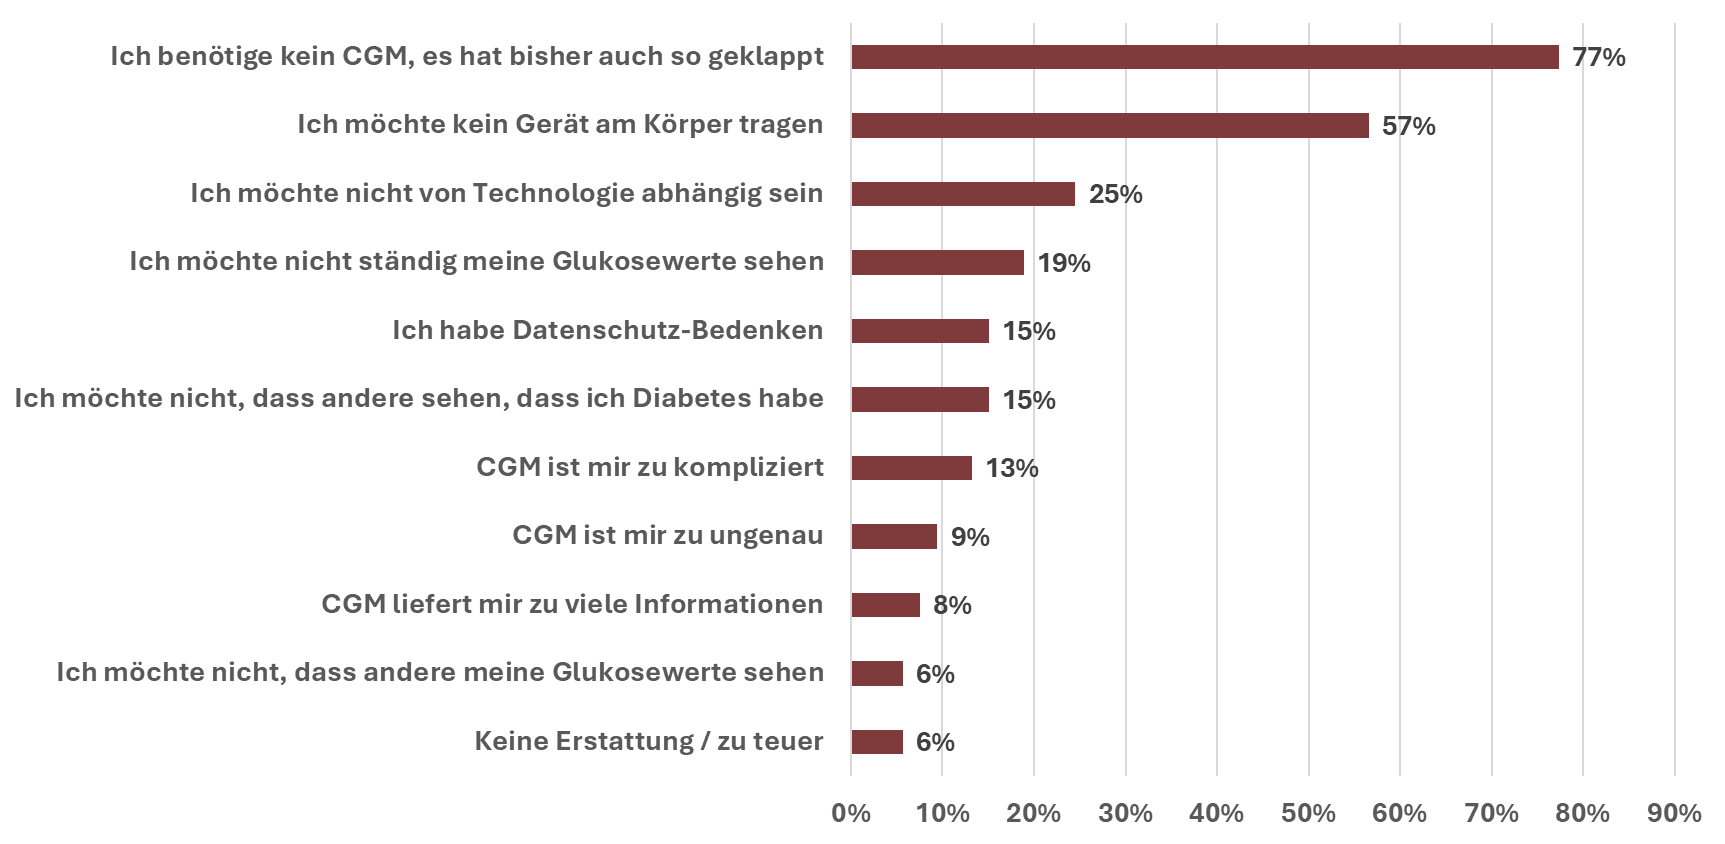 Ich benötige kein CGM, es hat bisher auch so geklappt 77%
Ich möchte kein Gerät am Körper tragen 57%
Ich möchte nicht von Technologie abhängig sein 25%
Ich möchte nicht ständig meine Glukosewerte sehen 19%
Ich habe Datenschutz-Bedenken 15%
Ich möchte nicht, dass andere sehen, dass ich Diabetes habe 15%
CGM ist mir zu kompliziert 13%
CGM ist mir zu ungenau 9%
CGM liefert mir zu viele Informationen 8%
Ich möchte nicht, dass andere meine Glukosewerte sehen 6%
Keine Erstattung / zu teuer 6%
0% 10% 20% 30% 40% 50% 60% 70% 80% 90%